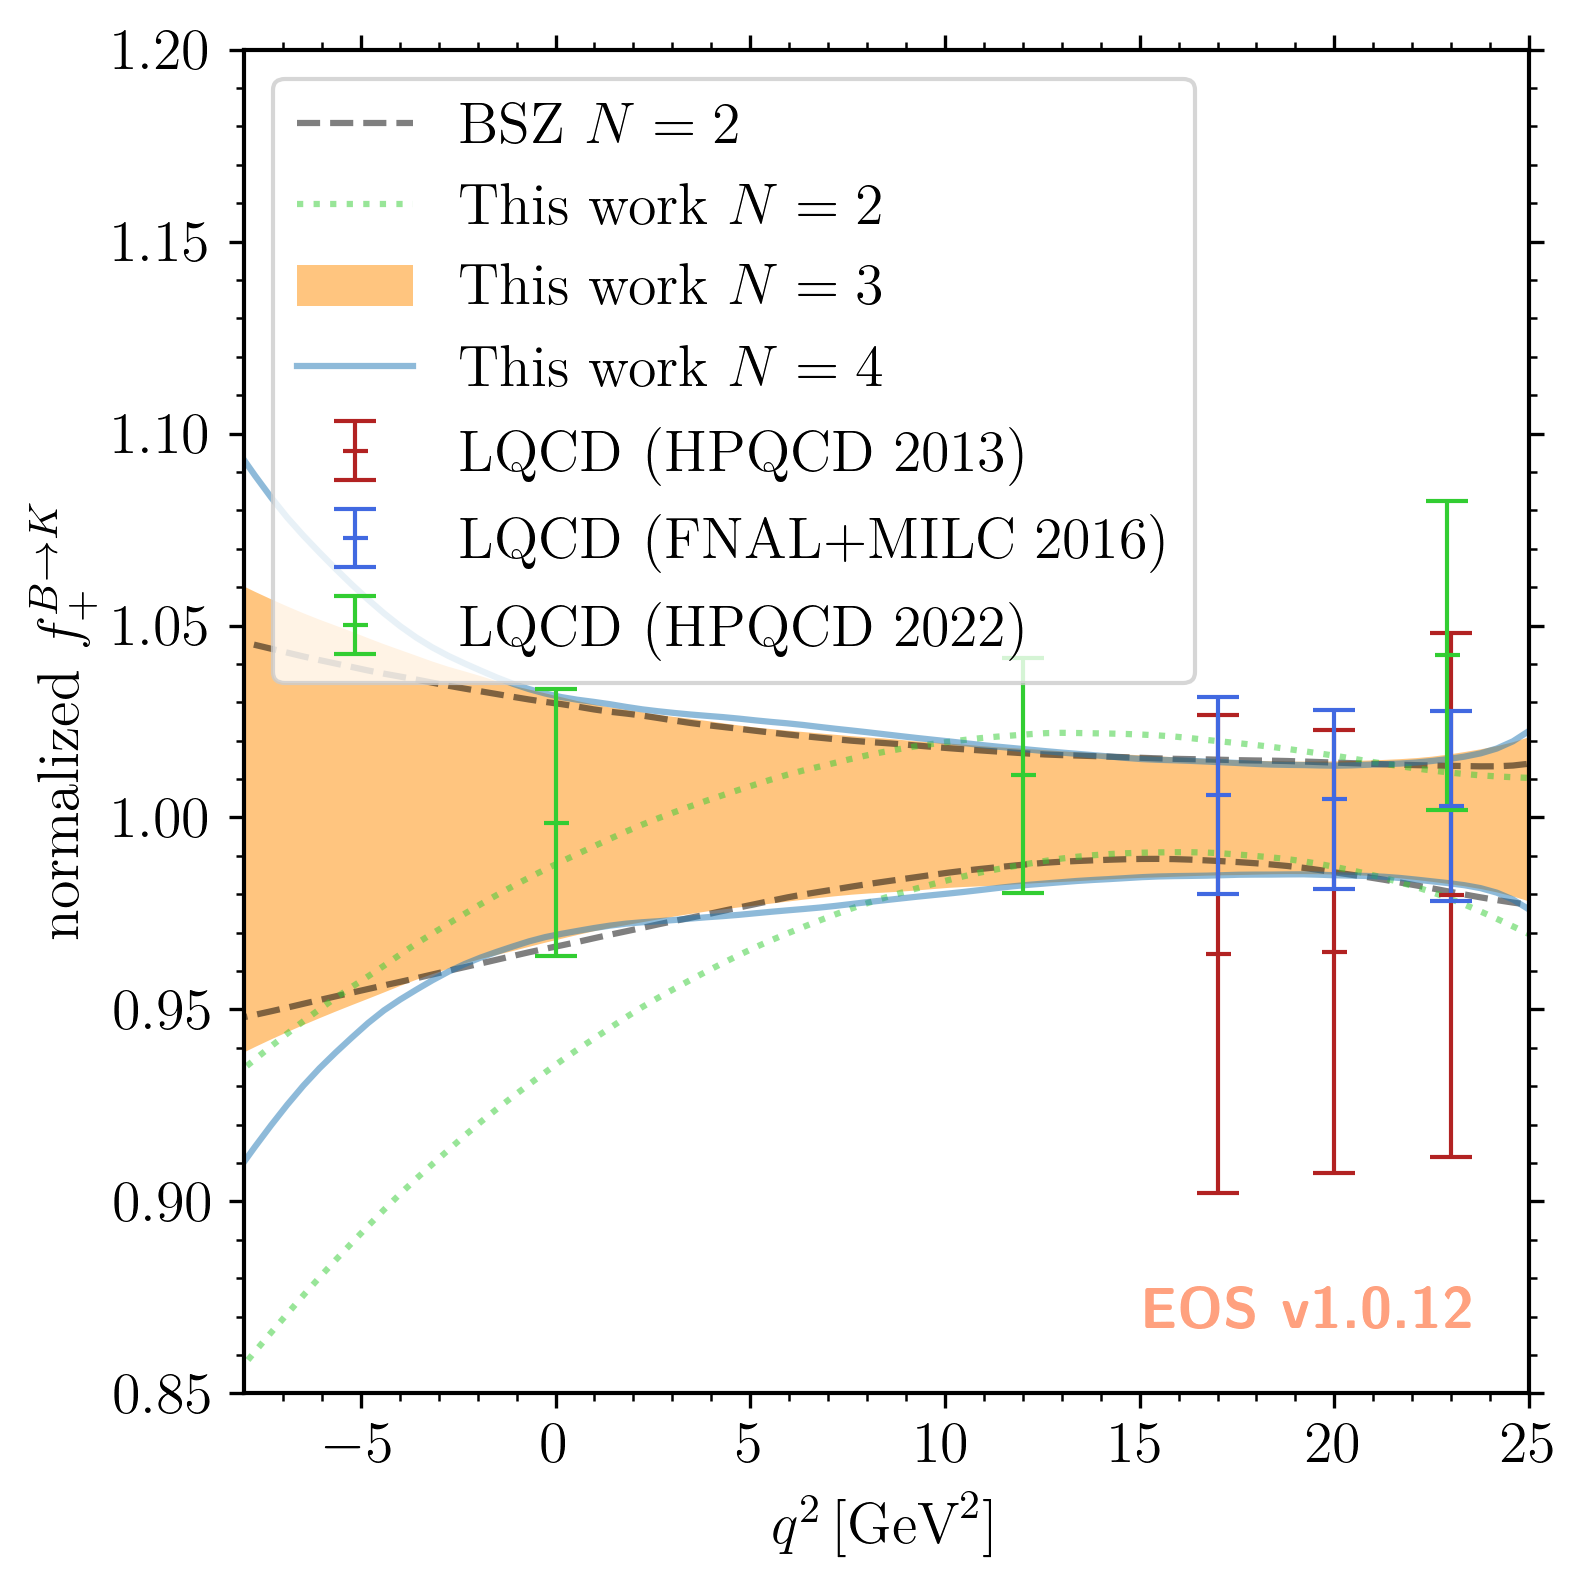 1.20
1.15
1.10
1.05
1.00
0.95
0.90
0.85
normalized f₊ᴮ→ᴷ
BSZ N = 2
This work N = 2
This work N = 3
This work N = 4
LQCD (HPQCD 2013)
LQCD (FNAL+MILC 2016)
LQCD (HPQCD 2022)
EOS v1.0.12
−5 0 5 10 15 20 25
q² [GeV²]